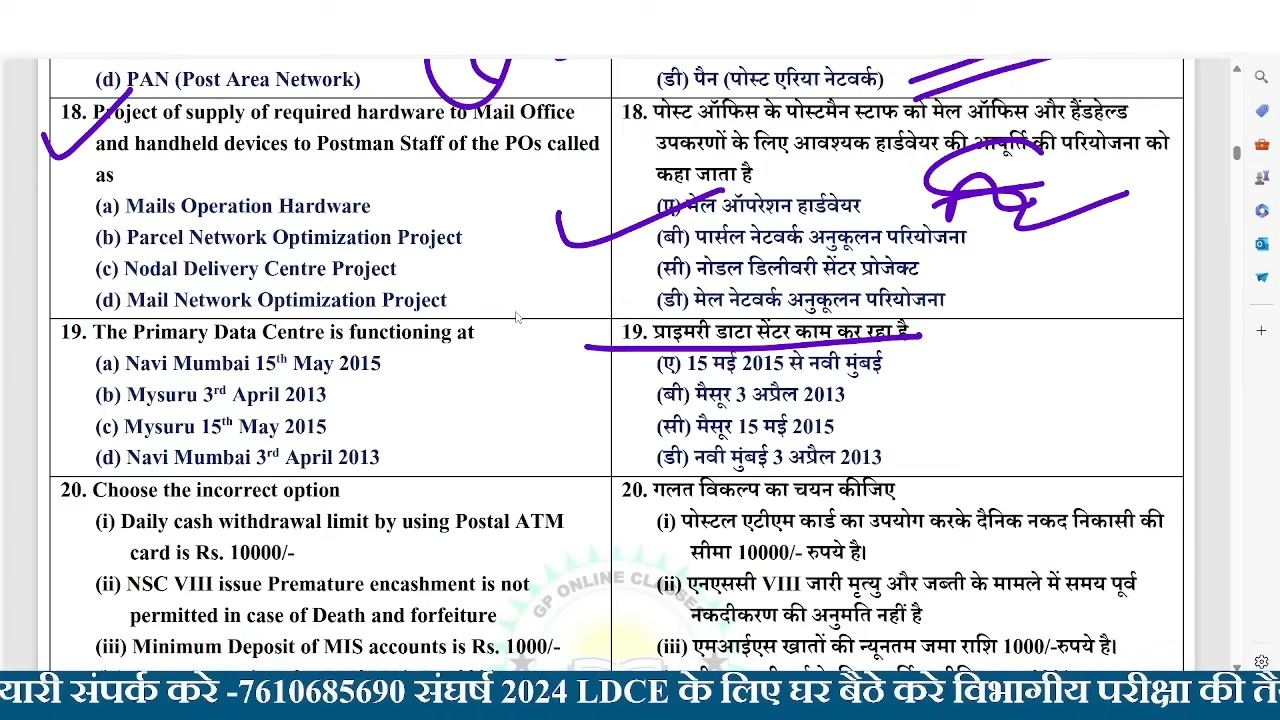 (d) PAN (Post Area Network)
18. Project of supply of required hardware to Mail Office
and handheld devices to Postman Staff of the POs called
as
(a) Mails Operation Hardware
(b) Parcel Network Optimization Project
(c) Nodal Delivery Centre Project
(d) Mail Network Optimization Project
19. The Primary Data Centre is functioning at
(a) Navi Mumbai 15th May 2015
(b) Mysuru 3rd April 2013
(c) Mysuru 15th May 2015
(d) Navi Mumbai 3rd April 2013
20. Choose the incorrect option
(i) Daily cash withdrawal limit by using Postal ATM
card is Rs. 10000/-
(ii) NSC VIII issue Premature encashment is not
permitted in case of Death and forfeiture
(iii) Minimum Deposit of MIS accounts is Rs. 1000/-
(डी) पैन (पोस्ट एरिया नेटवर्क)
18. पोस्ट ऑफिस के पोस्टमैन स्टाफ को मेल ऑफिस और हैंडहेल्ड
उपकरणों के लिए आवश्यक हार्डवेयर की आपूर्ति की परियोजना को
कहा जाता है
(ए) मेल ऑपरेशन हार्डवेयर
(बी) पार्सल नेटवर्क अनुकूलन परियोजना
(सी) नोडल डिलीवरी सेंटर प्रोजेक्ट
(डी) मेल नेटवर्क अनुकूलन परियोजना
19. प्राइमरी डाटा सेंटर काम कर रहा है
(ए) 15 मई 2015 से नवी मुंबई
(बी) मैसूर 3 अप्रैल 2013
(सी) मैसूर 15 मई 2015
(डी) नवी मुंबई 3 अप्रैल 2013
20. गलत विकल्प का चयन कीजिए
(i) पोस्टल एटीएम कार्ड का उपयोग करके दैनिक नकद निकासी की
सीमा 10000/- रुपये है।
(ii) एनएससी VIII जारी मृत्यु और जब्ती के मामले में समय पूर्व
नकदीकरण की अनुमति नहीं है
(iii) एमआईएस खातों की न्यूनतम जमा राशि 1000/-रुपये है।
GP ONLINE CLASSES
यारी संपर्क करे -7610685690 संघर्ष 2024 LDCE के लिए घर बैठे करे विभागीय परीक्षा की तै